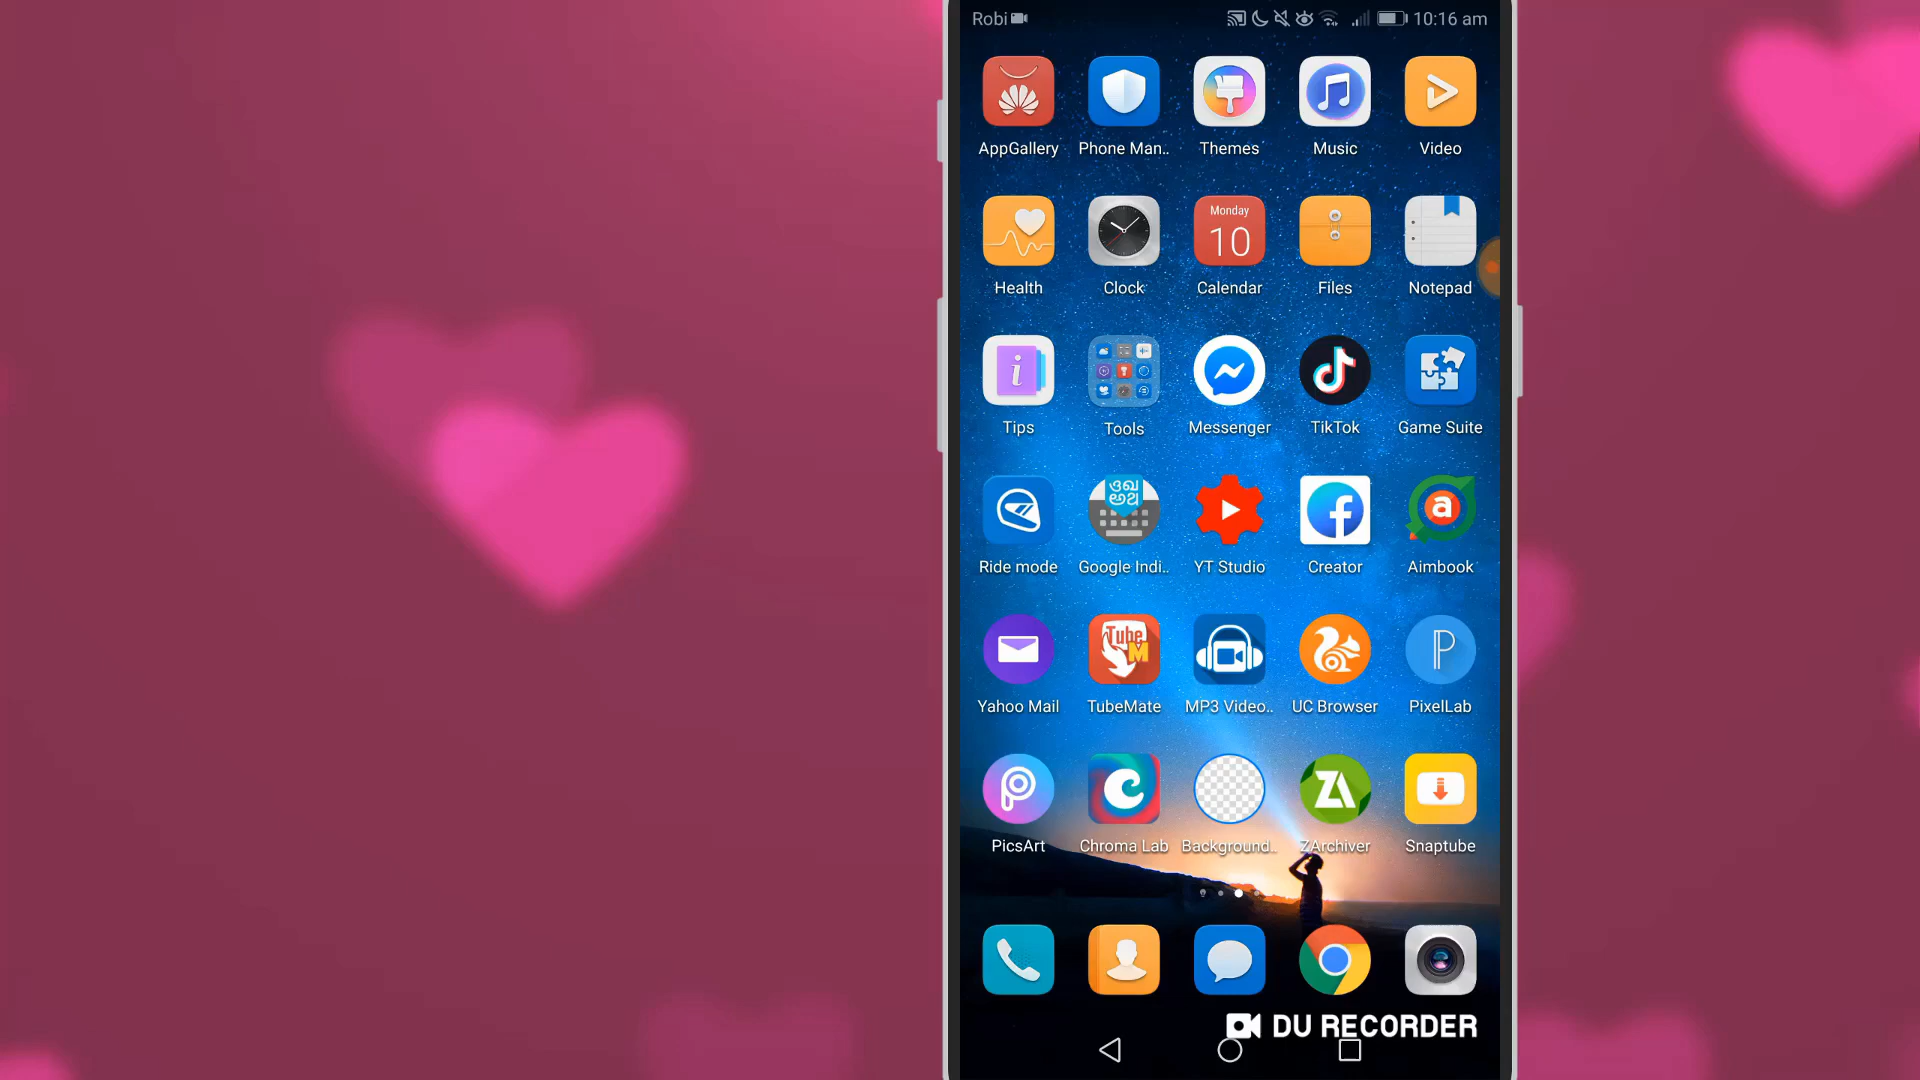 Robi 10:16 am
AppGallery Phone Man.. Themes Music Video
Monday
10
Health Clock Calendar Files Notepad
i
Tips Tools Messenger TikTok Game Suite
a
Ride mode Google Indi.. YT Studio Creator Aimbook
Tube
M
P
Yahoo Mail TubeMate MP3 Video.. UC Browser PixelLab
ZA
PicsArt Chroma Lab Background.. ZArchiver Snaptube
DU RECORDER